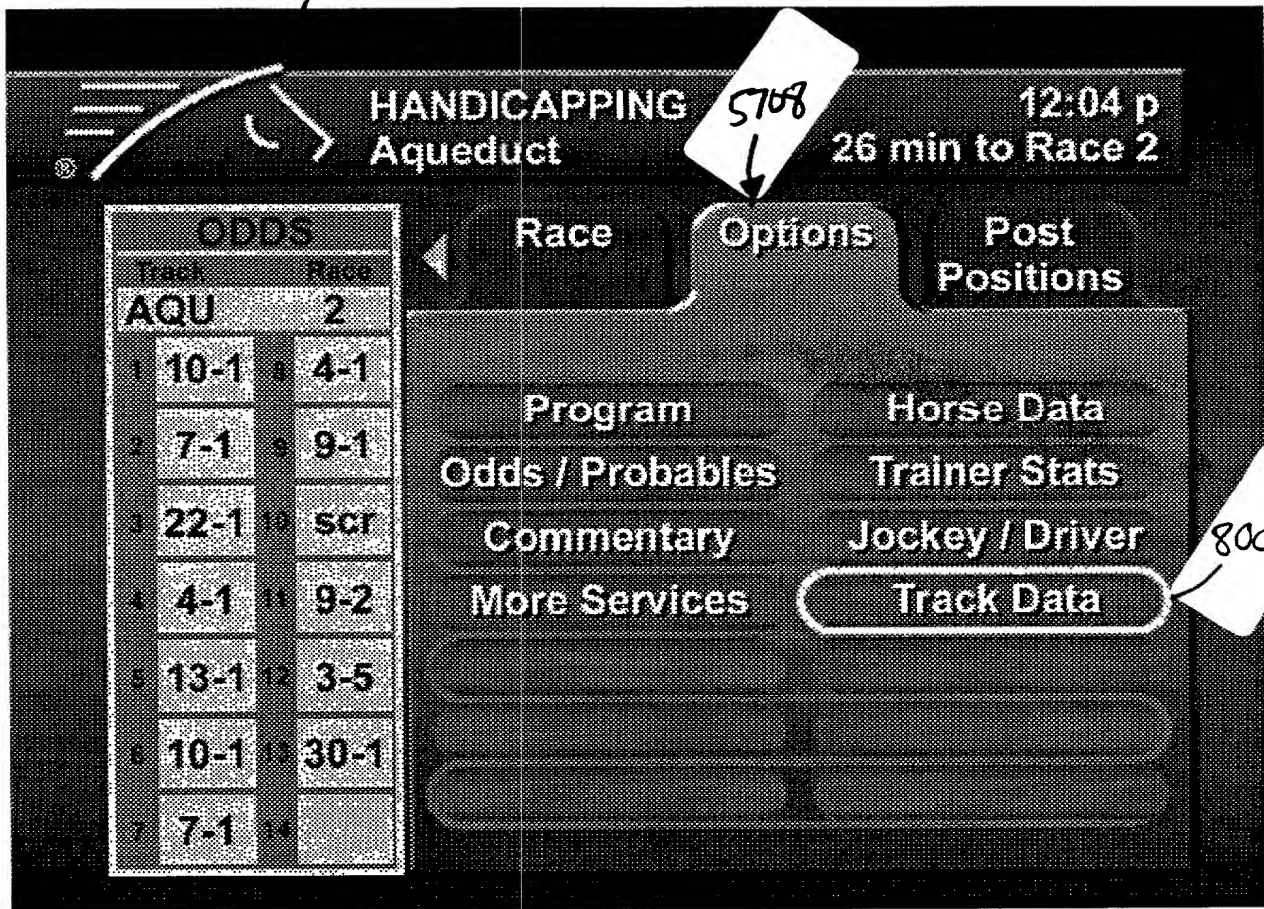 5708
HANDICAPPING
Aqueduct
12:04 p
26 min to Race 2
®
ODDS
Track Race
AQU 2
1 10-1 8 4-1
2 7-1 9 9-1
3 22-1 10 scr
4 4-1 11 9-2
5 13-1 12 3-5
6 10-1 13 30-1
7 7-1 14
Race
Options
Post
Positions
Program
Horse Data
Odds / Probables
Trainer Stats
Commentary
Jockey / Driver
More Services
Track Data